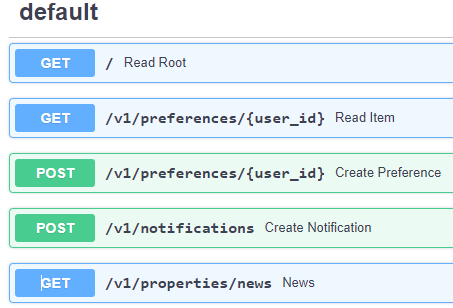 default
GET / Read Root
GET /v1/preferences/{user_id} Read Item
POST /v1/preferences/{user_id} Create Preference
POST /v1/notifications Create Notification
GET /v1/properties/news News